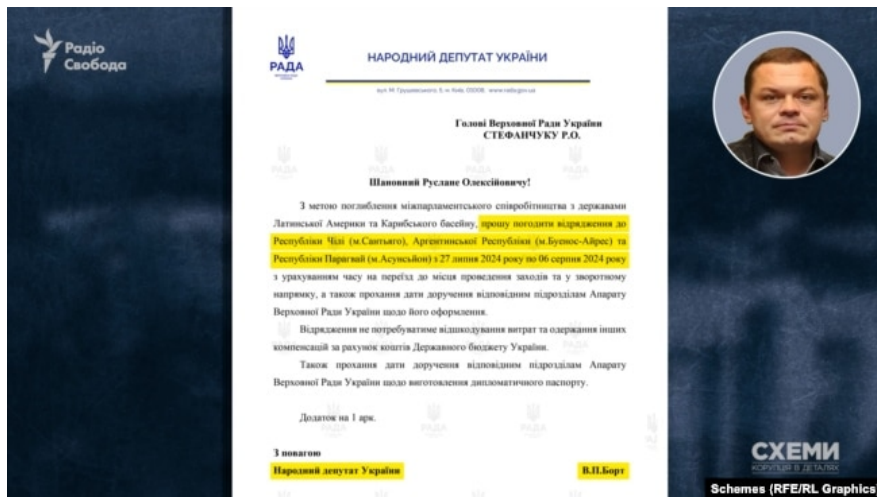 Радіо
Свобода
РАДА
НАРОДНИЙ ДЕПУТАТ УКРАЇНИ
вул. М. Грушевського, 5, м. Київ, 01008, www.rada.gov.ua
Голові Верховної Ради України
СТЕФАНЧУКУ Р.О.
Шановний Руслане Олексійовичу!
З метою поглиблення міжпарламентського співробітництва з державами
Латинської Америки та Карибського басейну, прошу погодити відрядження до
Республіки Чілі (м.Сантьяго), Аргентинської Республіки (м.Буенос-Айрес) та
Республіки Парагвай (м.Асунсьйон) з 27 липня 2024 року по 06 серпня 2024 року
з урахуванням часу на переїзд до місця проведення заходів та у зворотному
напрямку, а також прохання дати доручення відповідним підрозділам Апарату
Верховної Ради України щодо його оформлення.
Відрядження не потребуватиме відшкодування витрат та одержання інших
компенсацій за рахунок коштів Державного бюджету України.
Також прохання дати доручення відповідним підрозділам Апарату
Верховної Ради України щодо виготовлення дипломатичного паспорту.
Додаток на 1 арк.
З повагою
Народний депутат України В.П.Борт
СХЕМИ
КОРУПЦІЯ В ДЕТАЛЯХ
Schemes (RFE/RL Graphics)